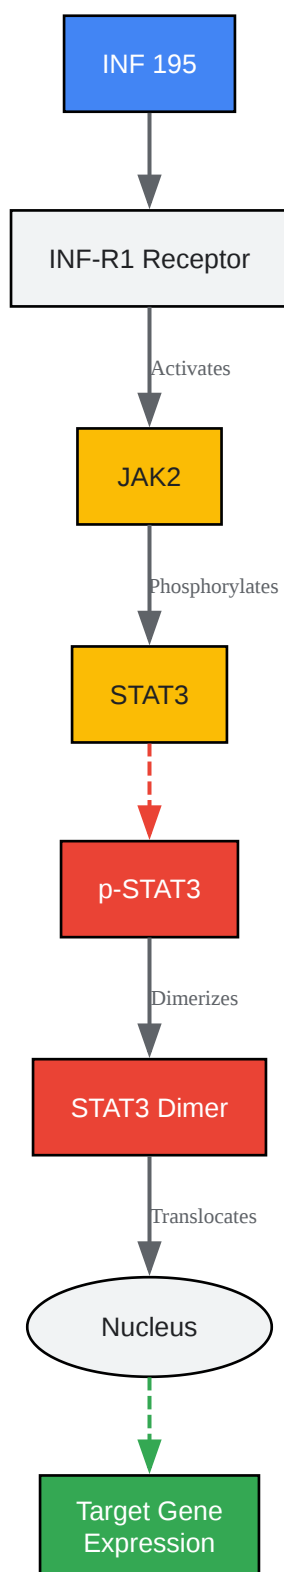 INF 195
INF-R1 Receptor
Activates
JAK2
Phosphorylates
STAT3
p-STAT3
Dimerizes
STAT3 Dimer
Translocates
Nucleus
Target Gene
Expression